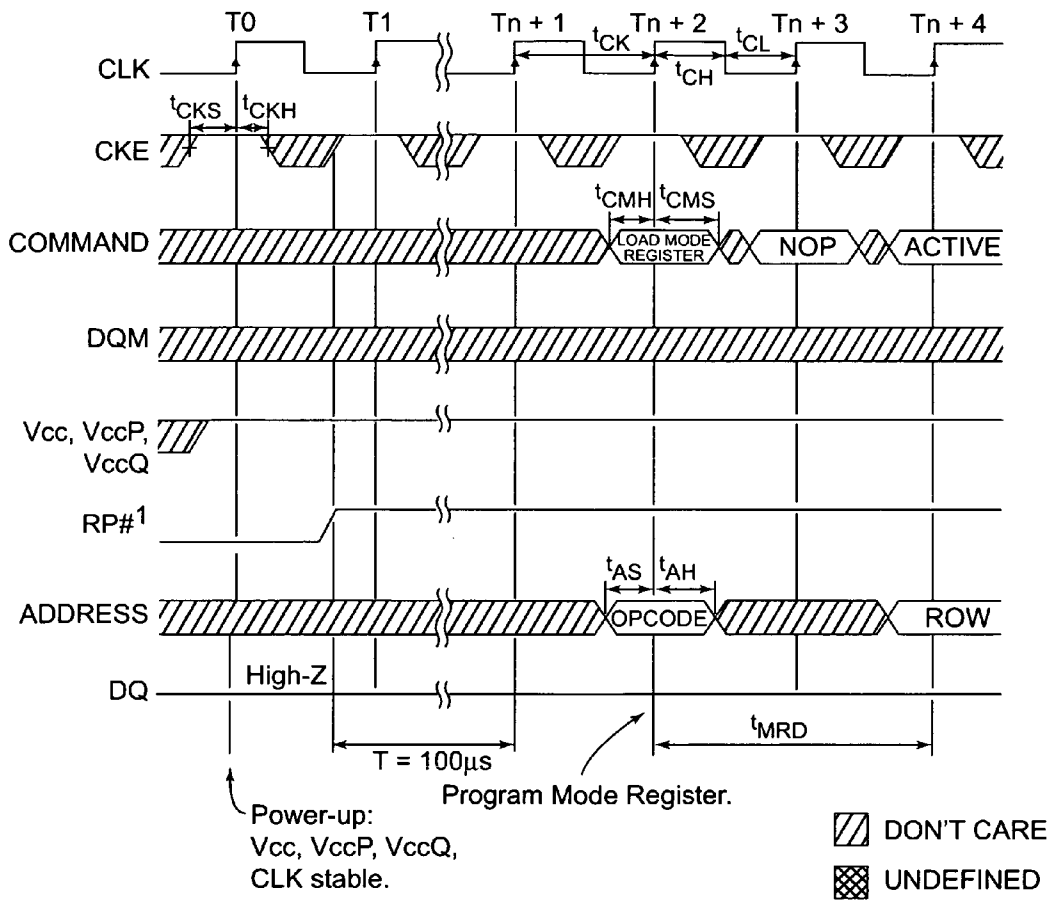 T0 T1 Tn + 1 Tn + 2 Tn + 3 Tn + 4
tCK tCL
CLK
tCH
tCKS tCKH
CKE
tCMH tCMS
COMMAND LOAD MODE REGISTER NOP ACTIVE
DQM
Vcc, VccP,
VccQ
RP#1
tAS tAH
ADDRESS OPCODE ROW
High-Z
DQ
tMRD
T = 100µs
Program Mode Register.
Power-up:
Vcc, VccP, VccQ,
CLK stable.
DON'T CARE
UNDEFINED